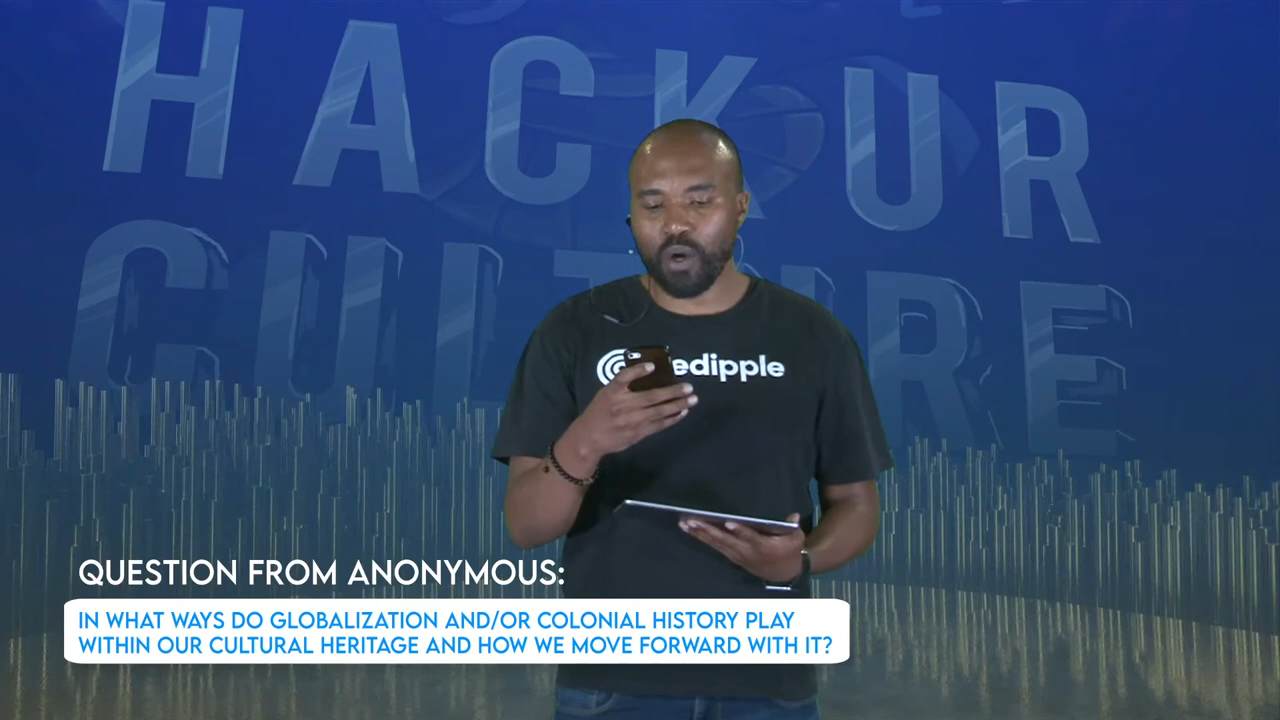 HACK UR
CULTURE
edipple
QUESTION FROM ANONYMOUS:
IN WHAT WAYS DO GLOBALIZATION AND/OR COLONIAL HISTORY PLAY
WITHIN OUR CULTURAL HERITAGE AND HOW WE MOVE FORWARD WITH IT?